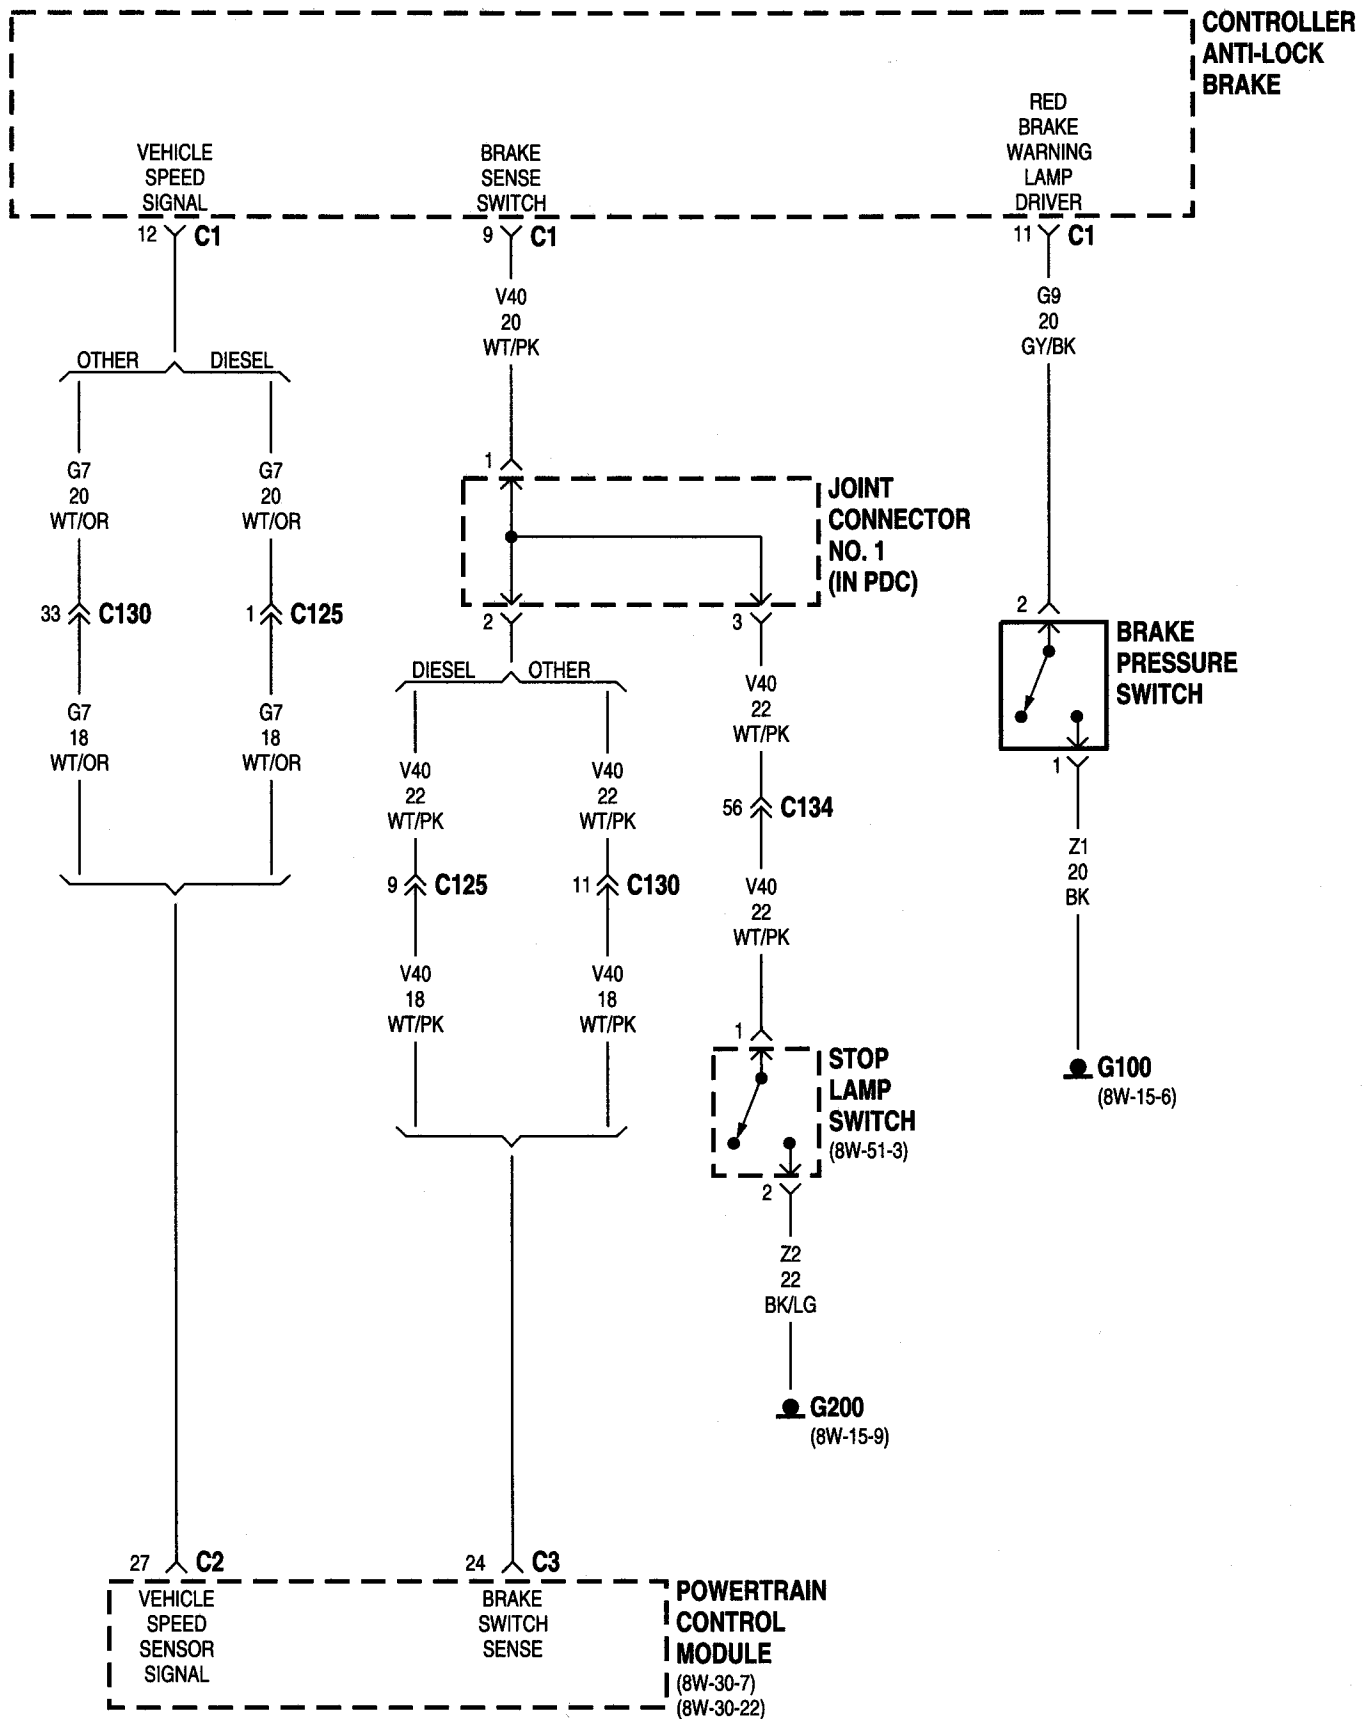 CONTROLLER
ANTI-LOCK
BRAKE
VEHICLE
SPEED
SIGNAL
BRAKE
SENSE
SWITCH
RED
BRAKE
WARNING
LAMP
DRIVER
12 C1
9 C1
11 C1
V40
20
WT/PK
G9
20
GY/BK
OTHER DIESEL
G7
20
WT/OR
G7
20
WT/OR
33 C130
1 C125
G7
18
WT/OR
G7
18
WT/OR
1
JOINT
CONNECTOR
NO. 1
(IN PDC)
2
3
DIESEL OTHER
V40
22
WT/PK
V40
22
WT/PK
9 C125
11 C130
V40
18
WT/PK
V40
18
WT/PK
V40
22
WT/PK
56 C134
V40
22
WT/PK
1
STOP
LAMP
SWITCH
(8W-51-3)
2
Z2
22
BK/LG
G200
(8W-15-9)
2
BRAKE
PRESSURE
SWITCH
1
Z1
20
BK
G100
(8W-15-6)
27 C2
24 C3
VEHICLE
SPEED
SENSOR
SIGNAL
BRAKE
SWITCH
SENSE
POWERTRAIN
CONTROL
MODULE
(8W-30-7)
(8W-30-22)